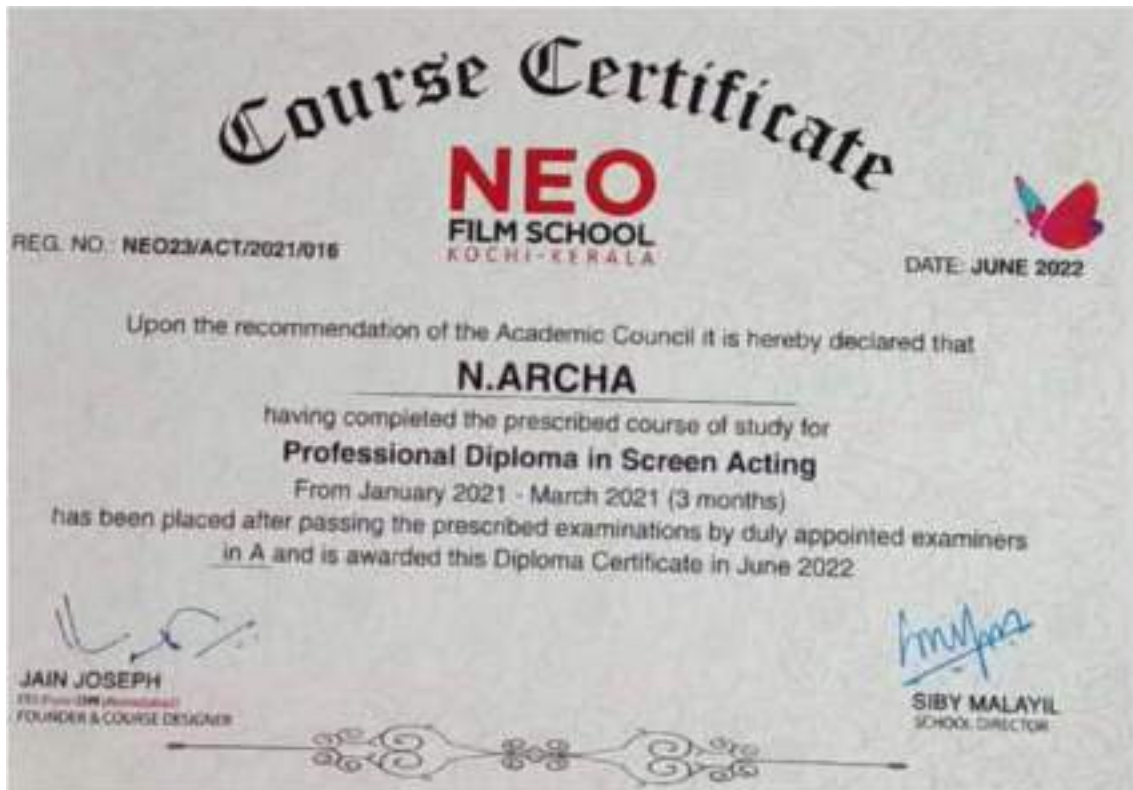 Course Certificate
NEO
FILM SCHOOL
KOCHI-KERALA
REG. NO.: NEO23/ACT/2021/016
DATE: JUNE 2022
Upon the recommendation of the Academic Council it is hereby declared that
N.ARCHA
having completed the prescribed course of study for
Professional Diploma in Screen Acting
From January 2021 - March 2021 (3 months)
has been placed after passing the prescribed examinations by duly appointed examiners
in A and is awarded this Diploma Certificate in June 2022
JAIN JOSEPH
FOUNDER & COURSE DESIGNER
SIBY MALAYIL
SCHOOL DIRECTOR